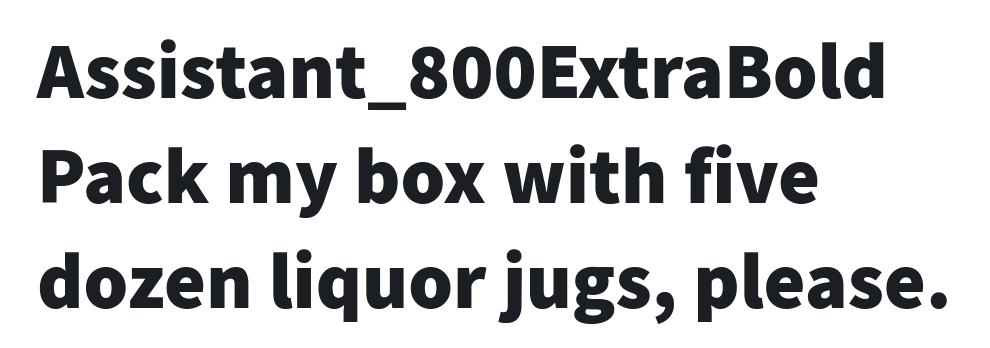 Assistant_800ExtraBold
Pack my box with five
dozen liquor jugs, please.